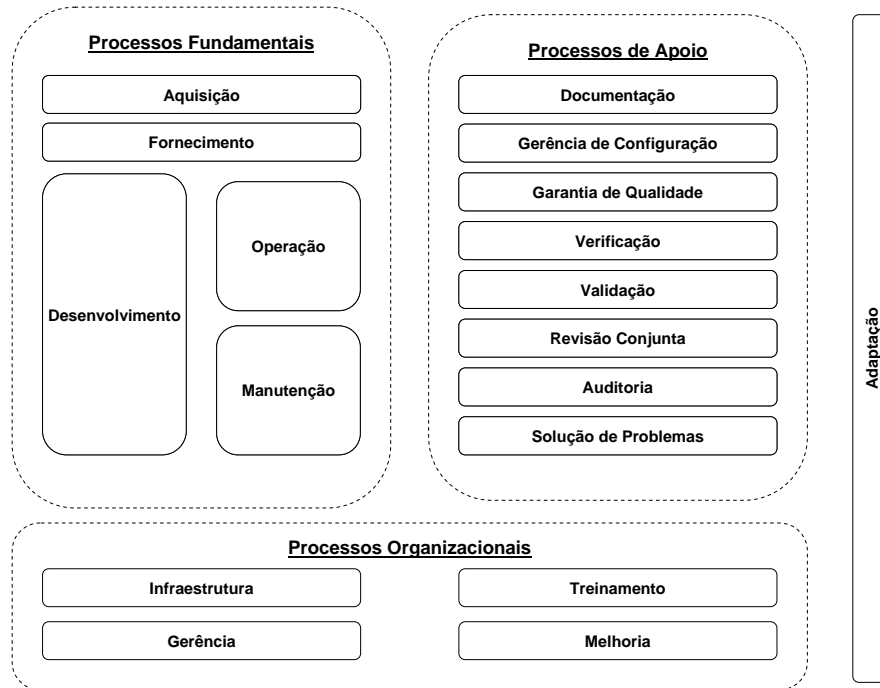 Processos Fundamentais
Aquisição
Fornecimento
Desenvolvimento
Operação
Manutenção
Processos de Apoio
Documentação
Gerência de Configuração
Garantia de Qualidade
Verificação
Validação
Revisão Conjunta
Auditoria
Solução de Problemas
Processos Organizacionais
Infraestrutura
Treinamento
Gerência
Melhoria
Adaptação